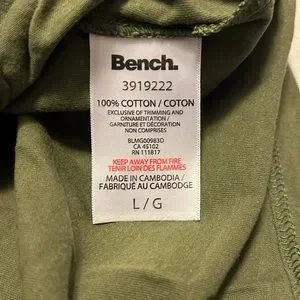 Bench.
3919222
100% COTTON / COTON
EXCLUSIVE OF TRIMMING AND
ORNAMENTATION /
GARNITURE ET DÉCORATION
NON COMPRISES
BLMG00983D
CA 45102
RN 111817
KEEP AWAY FROM FIRE
TENIR LOIN DES FLAMMES
MADE IN CAMBODIA /
FABRIQUÉ AU CAMBODGE
L / G